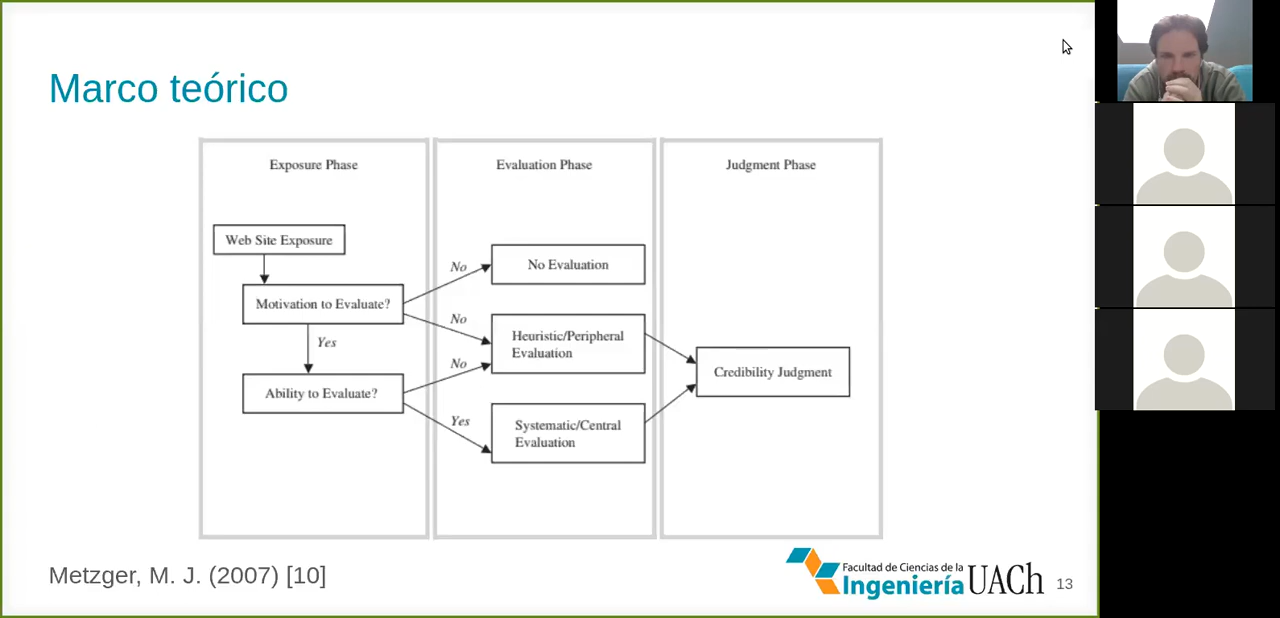 Marco teórico
Exposure Phase
Evaluation Phase
Judgment Phase
Web Site Exposure
Motivation to Evaluate?
Yes
Ability to Evaluate?
No
No
No
Yes
No Evaluation
Heuristic/Peripheral
Evaluation
Systematic/Central
Evaluation
Credibility Judgment
Metzger, M. J. (2007) [10]
Facultad de Ciencias de la
Ingeniería UACh
13